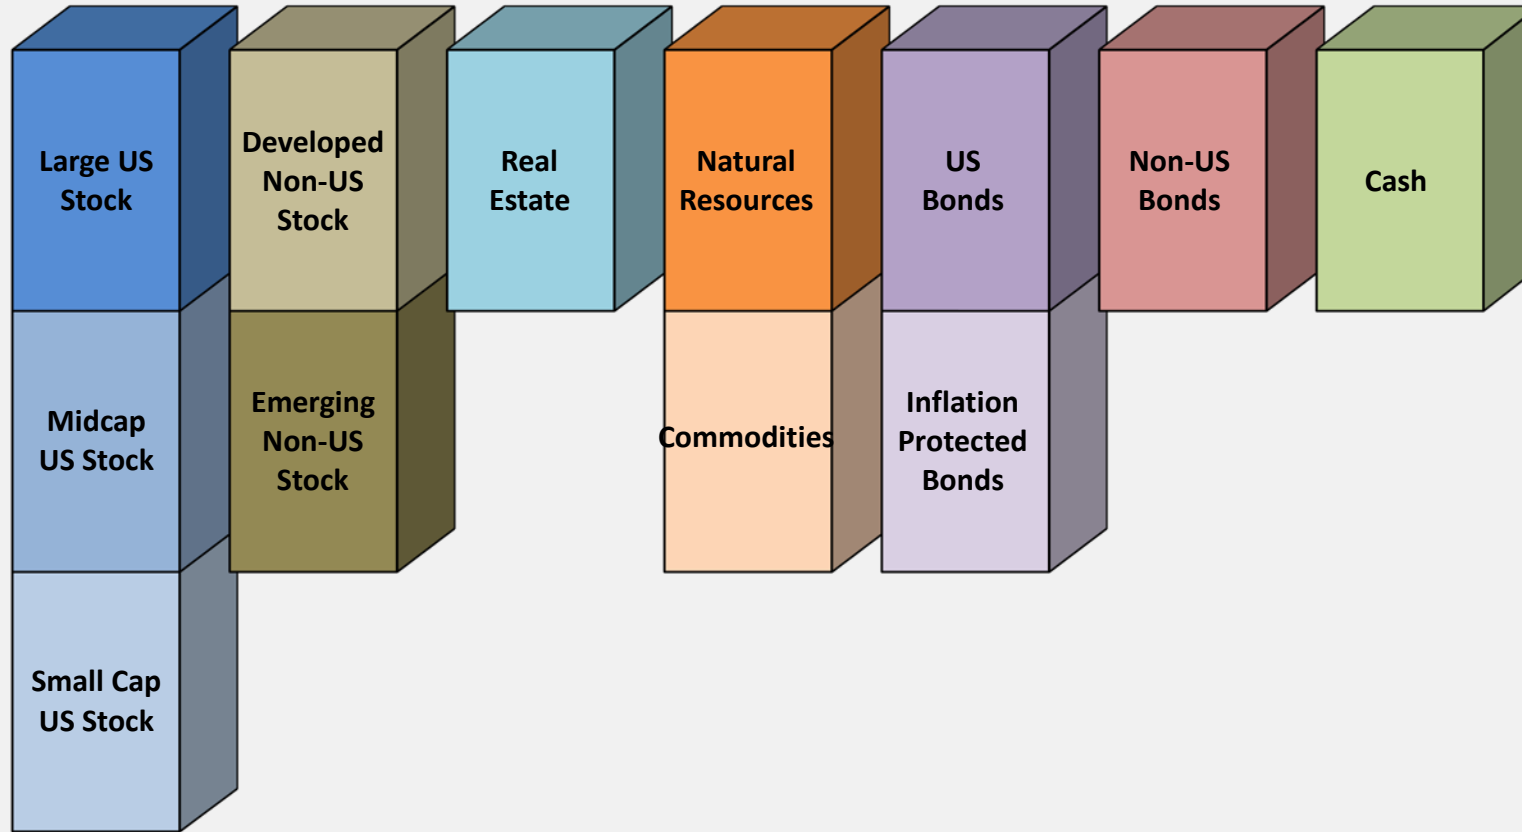 Large US
Stock
Developed
Non-US
Stock
Real
Estate
Natural
Resources
US
Bonds
Non-US
Bonds
Cash
Midcap
US Stock
Emerging
Non-US
Stock
Commodities
Inflation
Protected
Bonds
Small Cap
US Stock